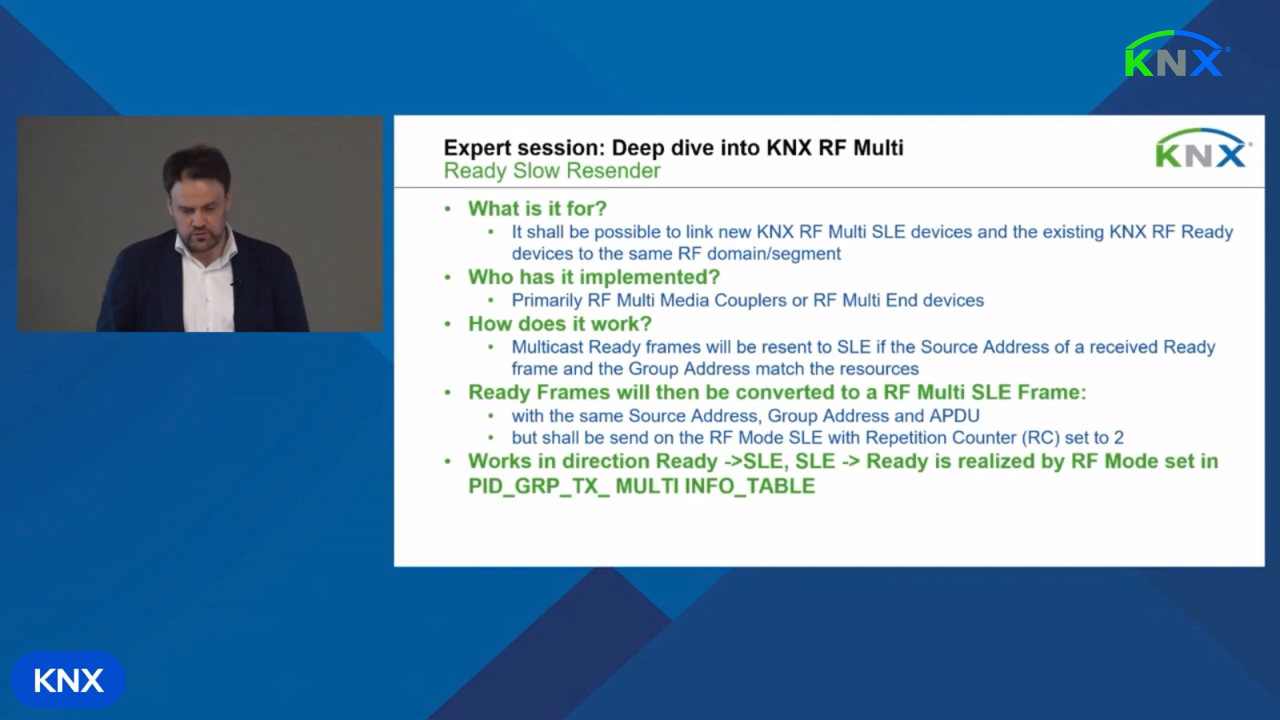 KNX
Expert session: Deep dive into KNX RF Multi
KNX
Ready Slow Resender
• What is it for?
• It shall be possible to link new KNX RF Multi SLE devices and the existing KNX RF Ready
devices to the same RF domain/segment
• Who has it implemented?
• Primarily RF Multi Media Couplers or RF Multi End devices
• How does it work?
• Multicast Ready frames will be resent to SLE if the Source Address of a received Ready
frame and the Group Address match the resources
• Ready Frames will then be converted to a RF Multi SLE Frame:
• with the same Source Address, Group Address and APDU
• but shall be send on the RF Mode SLE with Repetition Counter (RC) set to 2
• Works in direction Ready ->SLE, SLE -> Ready is realized by RF Mode set in
PID_GRP_TX_ MULTI INFO_TABLE
KNX